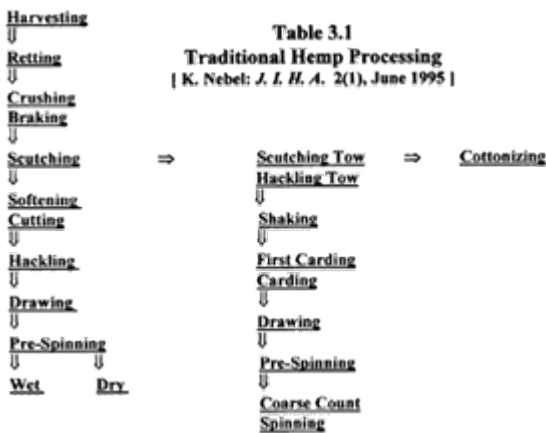 Table 3.1
Traditional Hemp Processing
[ K. Nebel: J. I. H. A. 2(1), June 1995 ]
Harvesting
⇓
Retting
⇓
Crushing
Braking
⇓
Scutching ⇒ Scutching Tow ⇒ Cottonizing
⇓
Softening
Cutting
⇓
Hackling
⇓
Drawing
⇓
Pre-Spinning
⇓ ⇓
Wet Dry
Hackling Tow
⇓
Shaking
⇓
First Carding
Carding
⇓
Drawing
⇓
Pre-Spinning
⇓
Coarse Count
Spinning